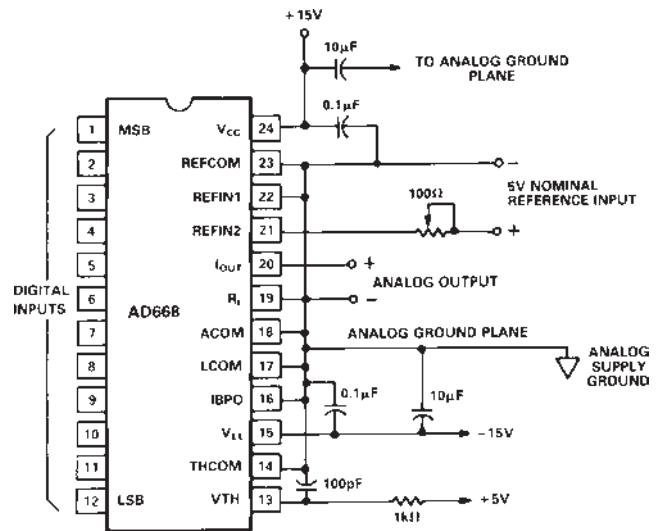 +15V
10μF
TO ANALOG GROUND
PLANE
0.1μF
1 MSB VCC 24
2 REFCOM 23 −
3 REFIN1 22
100Ω
5V NOMINAL
REFERENCE INPUT
4 REFIN2 21 +
5 IOUT 20 +
ANALOG OUTPUT
DIGITAL
INPUTS
6 19 −
AD668
7 ACOM 18
ANALOG GROUND PLANE
8 LCOM 17
ANALOG
SUPPLY
GROUND
9 IBPO 16
0.1μF
10μF
10 15 −15V
11 THCOM 14
100pF
12 LSB VTH 13
1kΩ
+5V